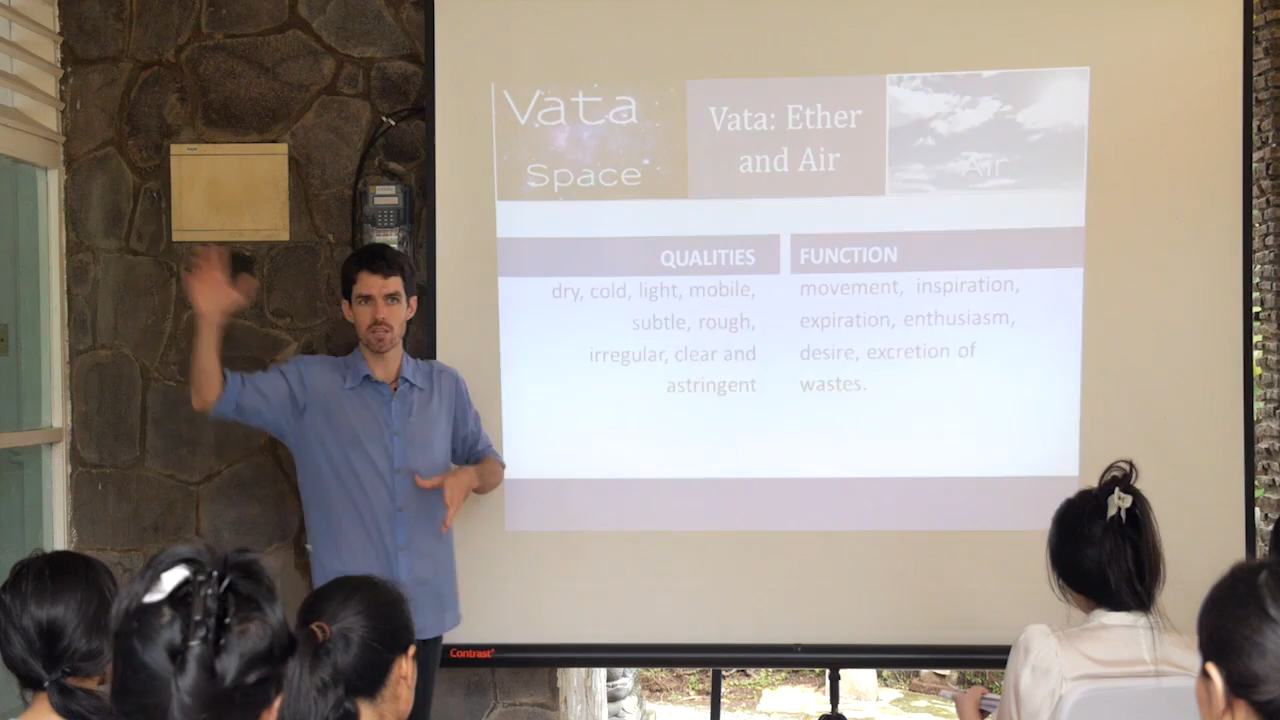 Vata
Space
Vata: Ether
and Air
Air
QUALITIES
dry, cold, light, mobile,
subtle, rough,
irregular, clear and
astringent
FUNCTION
movement, inspiration,
expiration, enthusiasm,
desire, excretion of
wastes.
Contrast